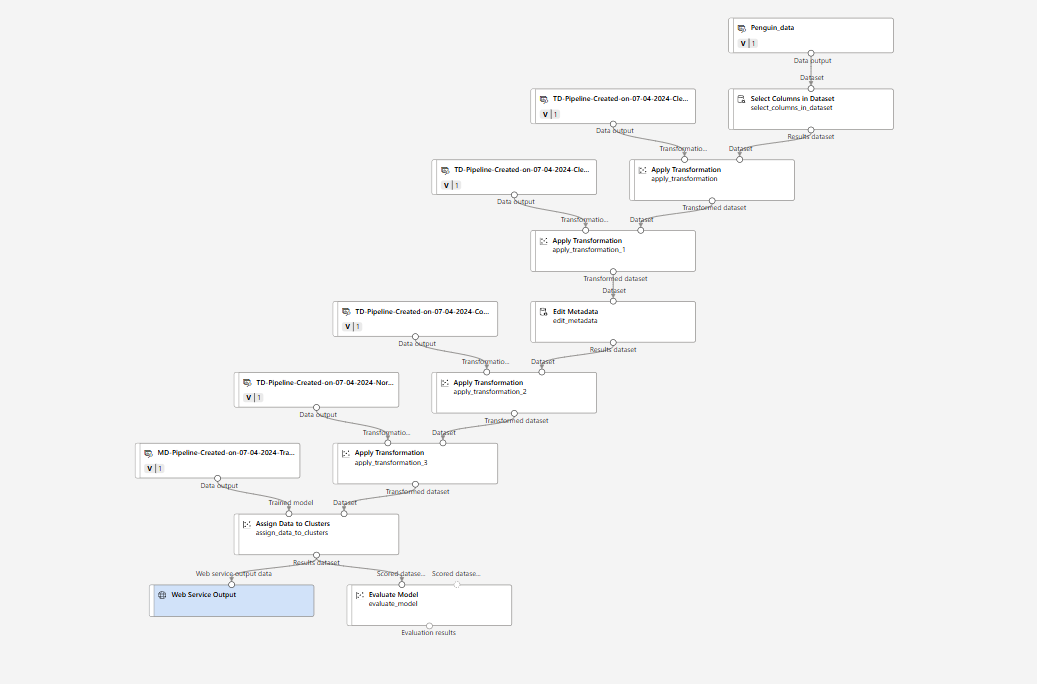 Penguin_data
V | 1
Data output
Dataset
Select Columns in Dataset
select_columns_in_dataset
Results dataset
TD-Pipeline-Created-on-07-04-2024-Cle...
V | 1
Data output
Transformatio...
Dataset
Apply Transformation
apply_transformation
Transformed dataset
TD-Pipeline-Created-on-07-04-2024-Cle...
V | 1
Data output
Transformatio...
Dataset
Apply Transformation
apply_transformation_1
Transformed dataset
Dataset
Edit Metadata
edit_metadata
Results dataset
TD-Pipeline-Created-on-07-04-2024-Co...
V | 1
Data output
Transformatio...
Dataset
Apply Transformation
apply_transformation_2
Transformed dataset
TD-Pipeline-Created-on-07-04-2024-Nor...
V | 1
Data output
Transformatio...
Dataset
Apply Transformation
apply_transformation_3
Transformed dataset
MD-Pipeline-Created-on-07-04-2024-Tra...
V | 1
Data output
Trained model
Dataset
Assign Data to Clusters
assign_data_to_clusters
Results dataset
Web service output data
Scored datase...
Scored datase...
Web Service Output
Evaluate Model
evaluate_model
Evaluation results